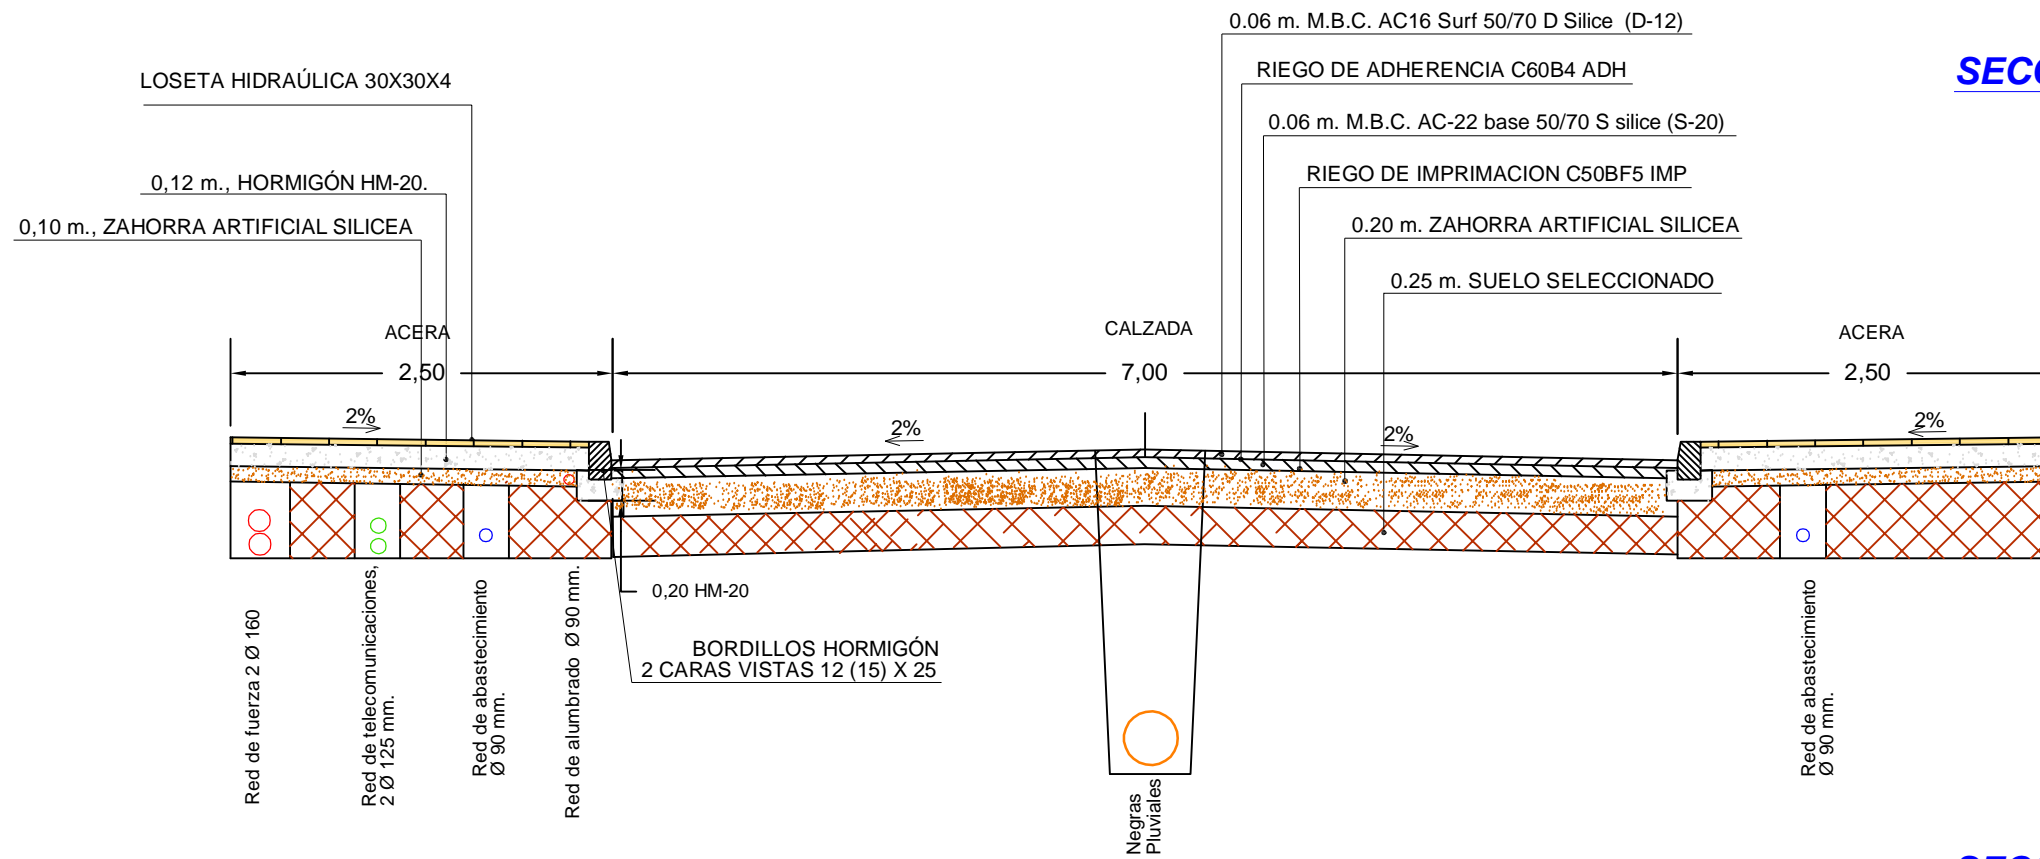 0.06 m. M.B.C. AC16 Surf 50/70 D Silice (D-12)
SECC
LOSETA HIDRAÚLICA 30X30X4
RIEGO DE ADHERENCIA C60B4 ADH
0.06 m. M.B.C. AC-22 base 50/70 S silice (S-20)
0,12 m., HORMIGÓN HM-20.
RIEGO DE IMPRIMACION C50BF5 IMP
0,10 m., ZAHORRA ARTIFICIAL SILICEA
0.20 m. ZAHORRA ARTIFICIAL SILICEA
0.25 m. SUELO SELECCIONADO
ACERA
CALZADA
ACERA
2,50
7,00
2,50
2%
2%
2%
2%
0,20 HM-20
BORDILLOS HORMIGÓN
2 CARAS VISTAS 12 (15) X 25
Red de fuerza 2 Ø 160
Red de telecomunicaciones,
2 Ø 125 mm.
Red de abastecimiento
Ø 90 mm.
Red de alumbrado Ø 90 mm.
Negras
Pluviales
Red de abastecimiento
Ø 90 mm.